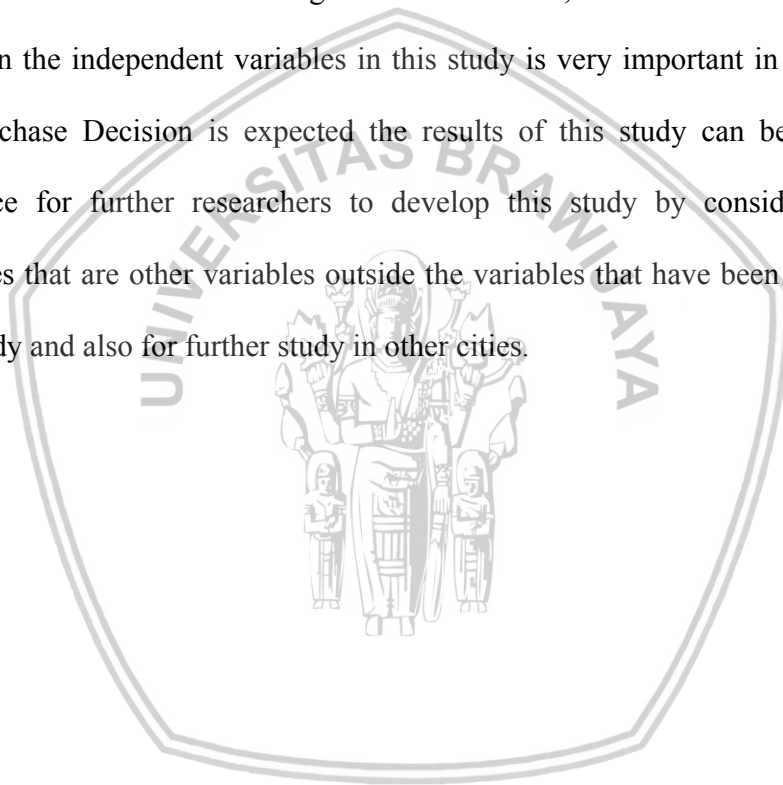 n the independent variables in this study is very important in
chase Decision is expected the results of this study can be
ce for further researchers to develop this study by consid
es that are other variables outside the variables that have been
dy and also for further study in other cities.
UNIVERSITAS BRAWIJAYA